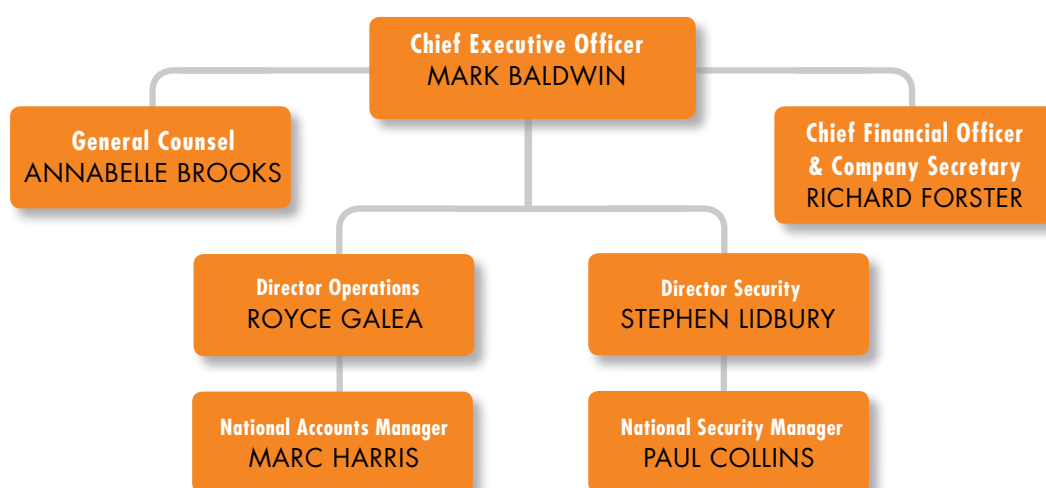 Chief Executive Officer
MARK BALDWIN
General Counsel
ANNABELLE BROOKS
Chief Financial Officer
& Company Secretary
RICHARD FORSTER
Director Operations
ROYCE GALEA
Director Security
STEPHEN LIDBURY
National Accounts Manager
MARC HARRIS
National Security Manager
PAUL COLLINS